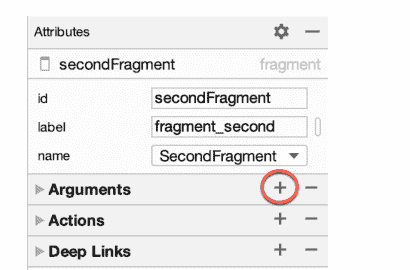 Attributes
secondFragment fragment
id secondFragment
label fragment_second
name SecondFragment
Arguments
Actions
Deep Links